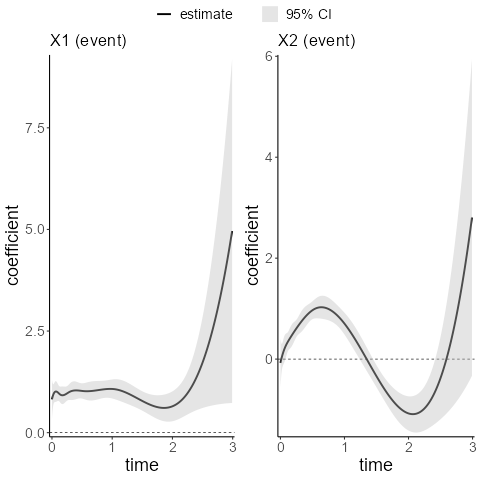 estimate 95% CI
X1 (event) X2 (event)
6
7.5
4
5.0
2
2.5
0
0.0
coefficient coefficient
0 1 2 3 0 1 2 3
time time